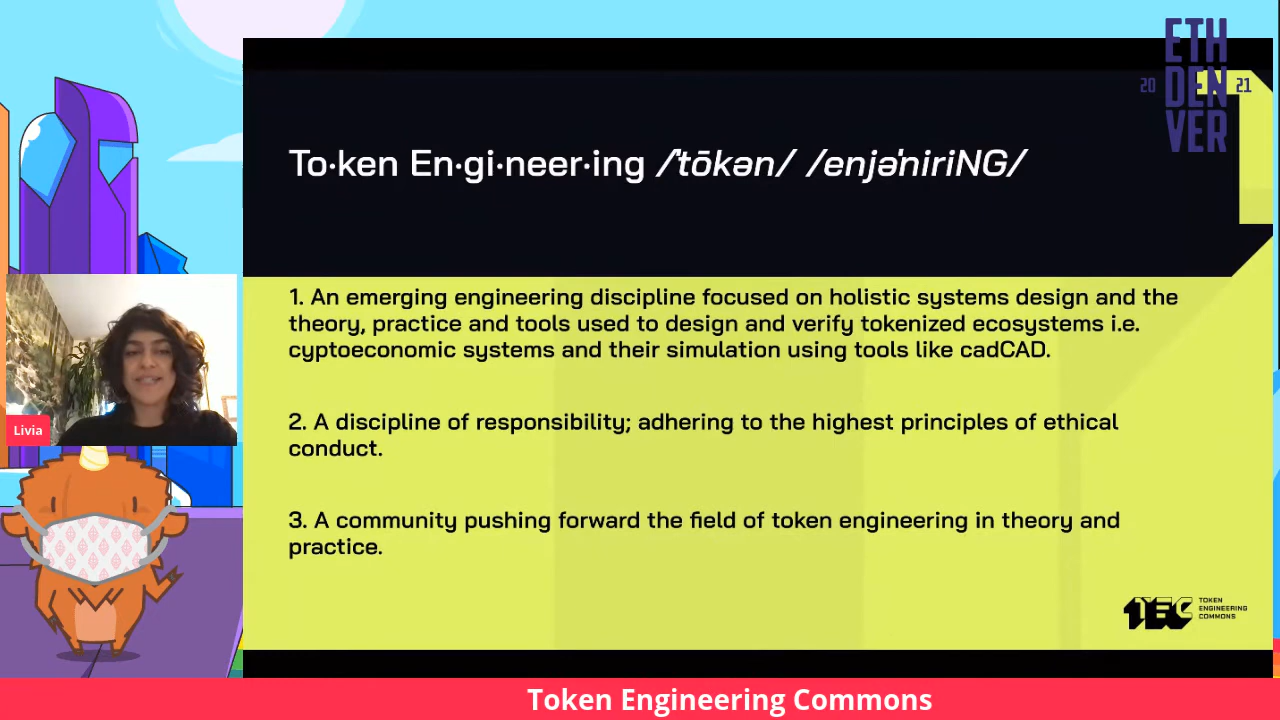 ETH
20 DEN 21
VER
To·ken En·gi·neer·ing /ˈtōkən/ /enjəˈniriNG/
1. An emerging engineering discipline focused on holistic systems design and the
theory, practice and tools used to design and verify tokenized ecosystems i.e.
cyptoeconomic systems and their simulation using tools like cadCAD.
2. A discipline of responsibility; adhering to the highest principles of ethical
conduct.
3. A community pushing forward the field of token engineering in theory and
practice.
Livia
TEC
TOKEN
ENGINEERING
COMMONS
Token Engineering Commons